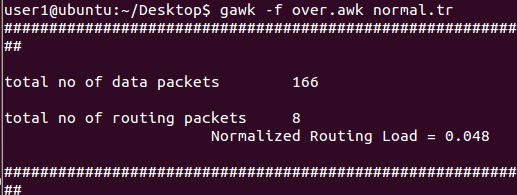 user1@ubuntu:~/Desktop$ gawk -f over.awk normal.tr
##########################################################
##
total no of data packets        166
total no of routing packets     8
                       Normalized Routing Load = 0.048
##########################################################
##